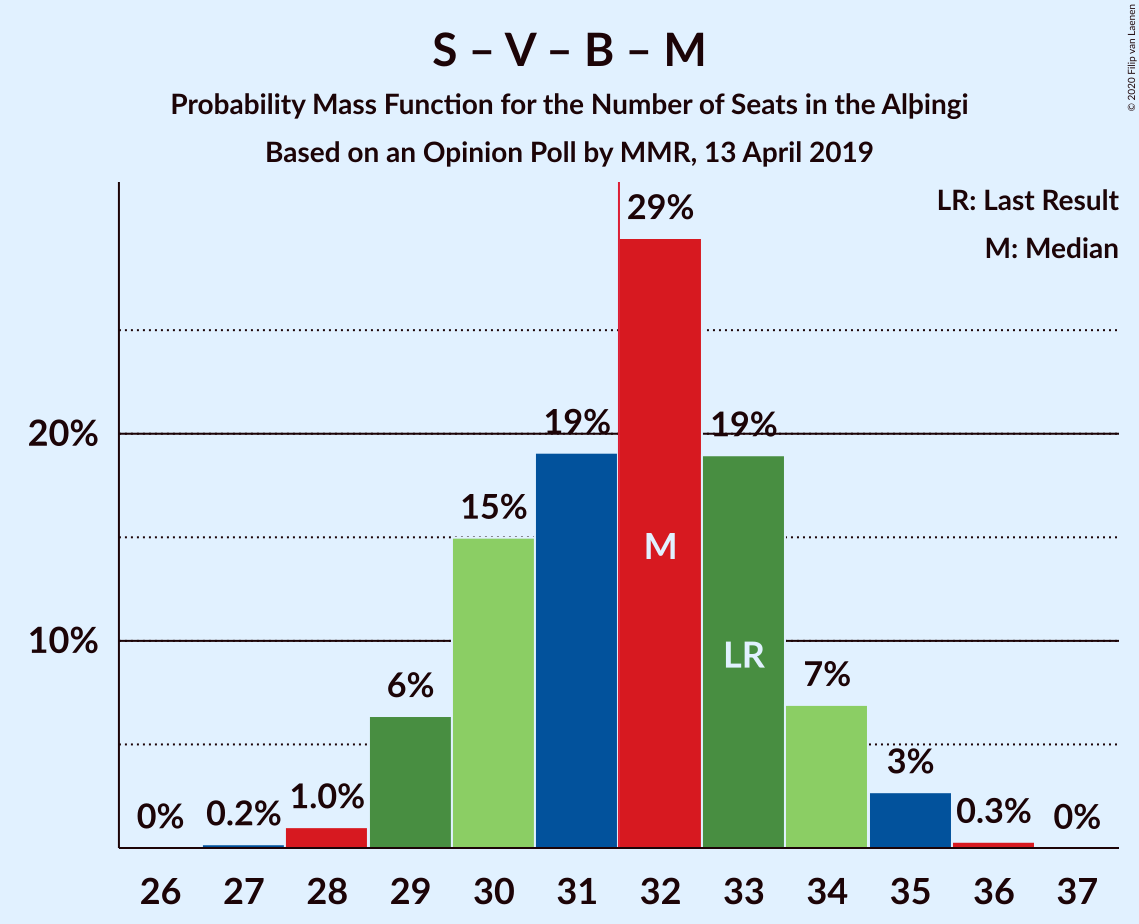 S – V – B – M
Probability Mass Function for the Number of Seats in the Alþingi
Based on an Opinion Poll by MMR, 13 April 2019
© 2020 Filip van Laenen
LR: Last Result
M: Median
29%
20%
19%
19%
15%
M
10%
LR
6%
7%
3%
0%
0.2%
1.0%
0.3%
0%
26 27 28 29 30 31 32 33 34 35 36 37